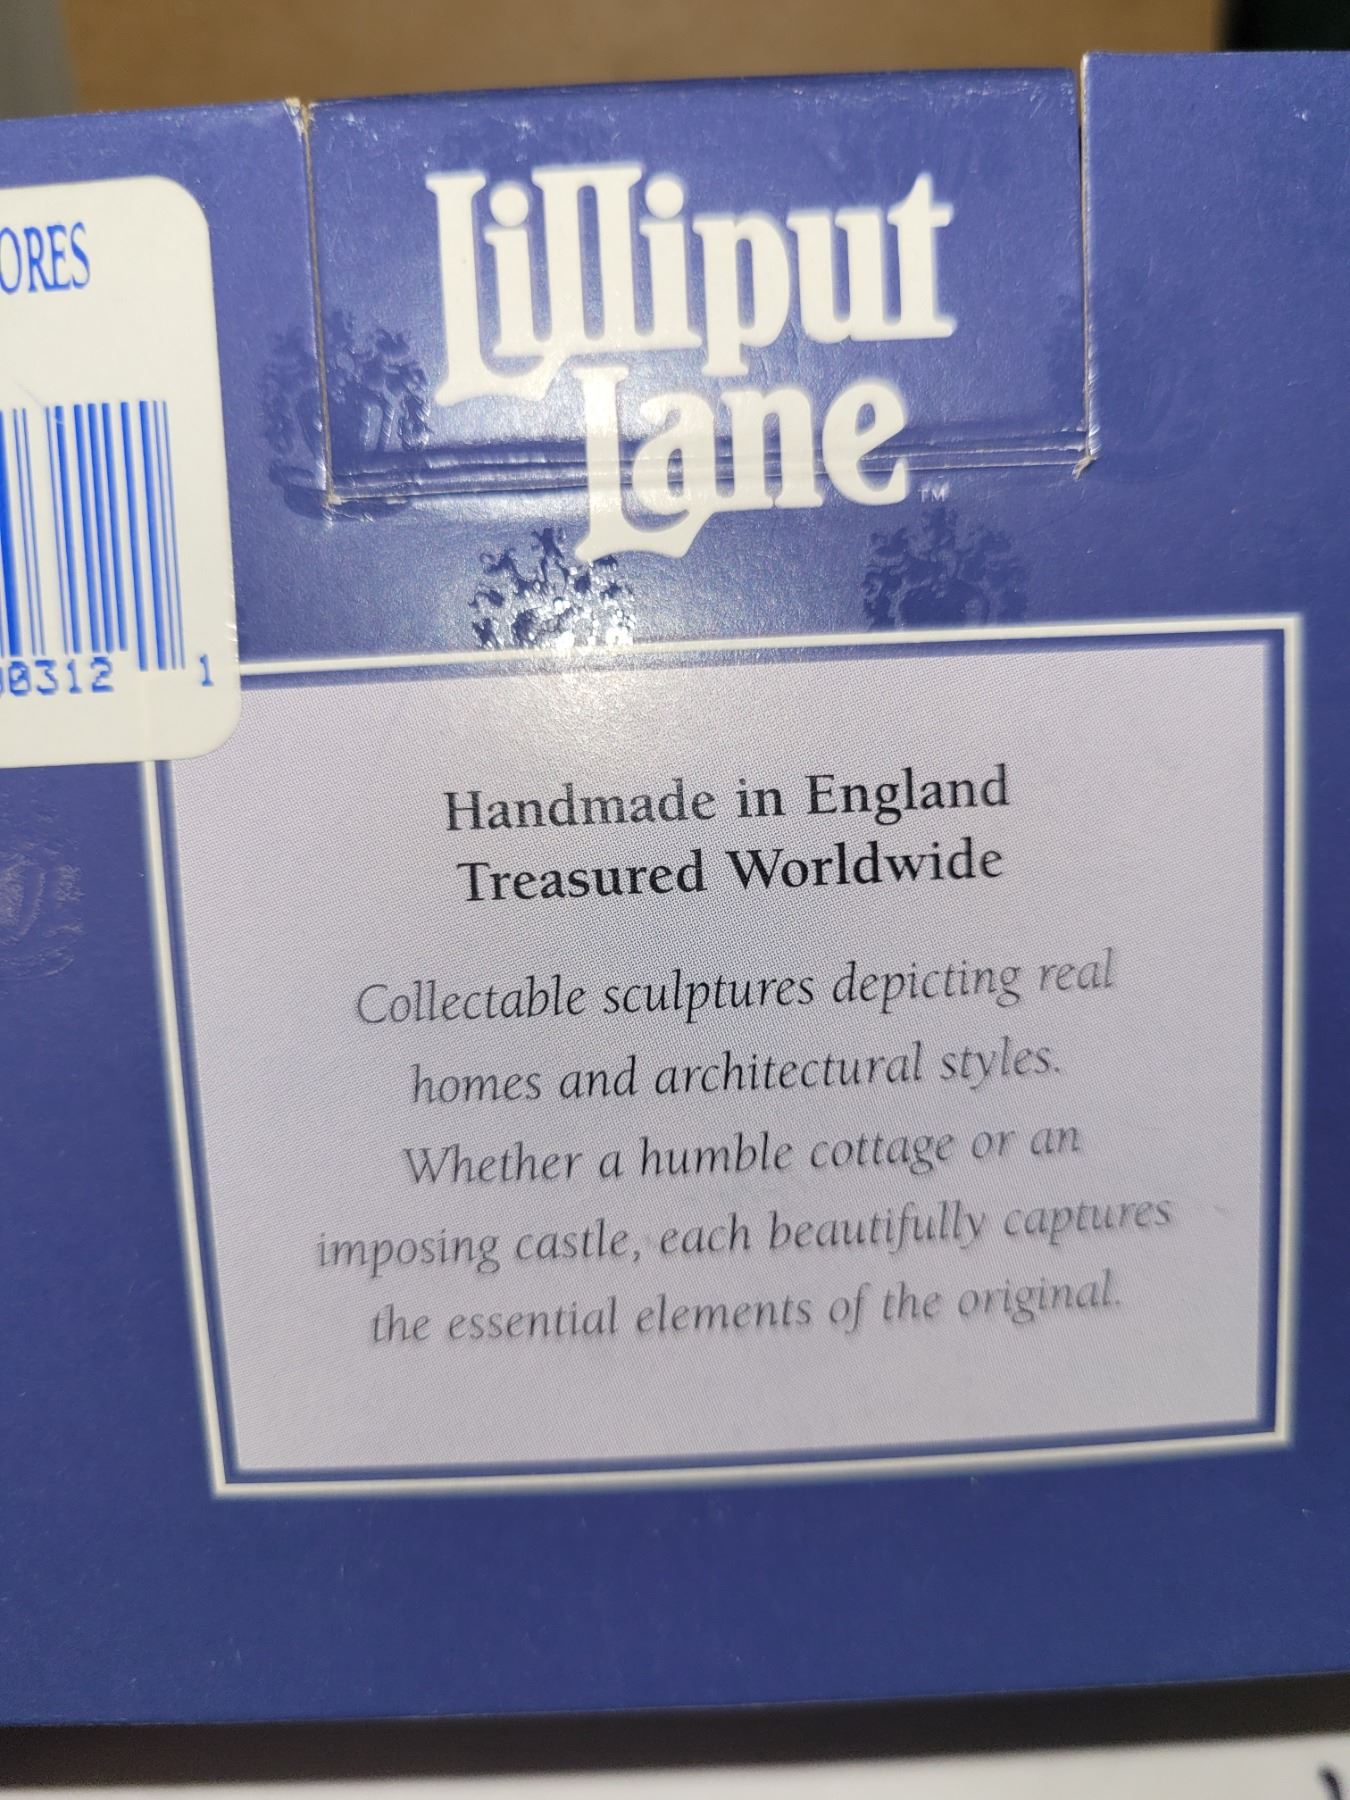 Lilliput
Lane
™
ORES
0312 1
Handmade in England
Treasured Worldwide
Collectable sculptures depicting real
homes and architectural styles.
Whether a humble cottage or an
imposing castle, each beautifully captures
the essential elements of the original.